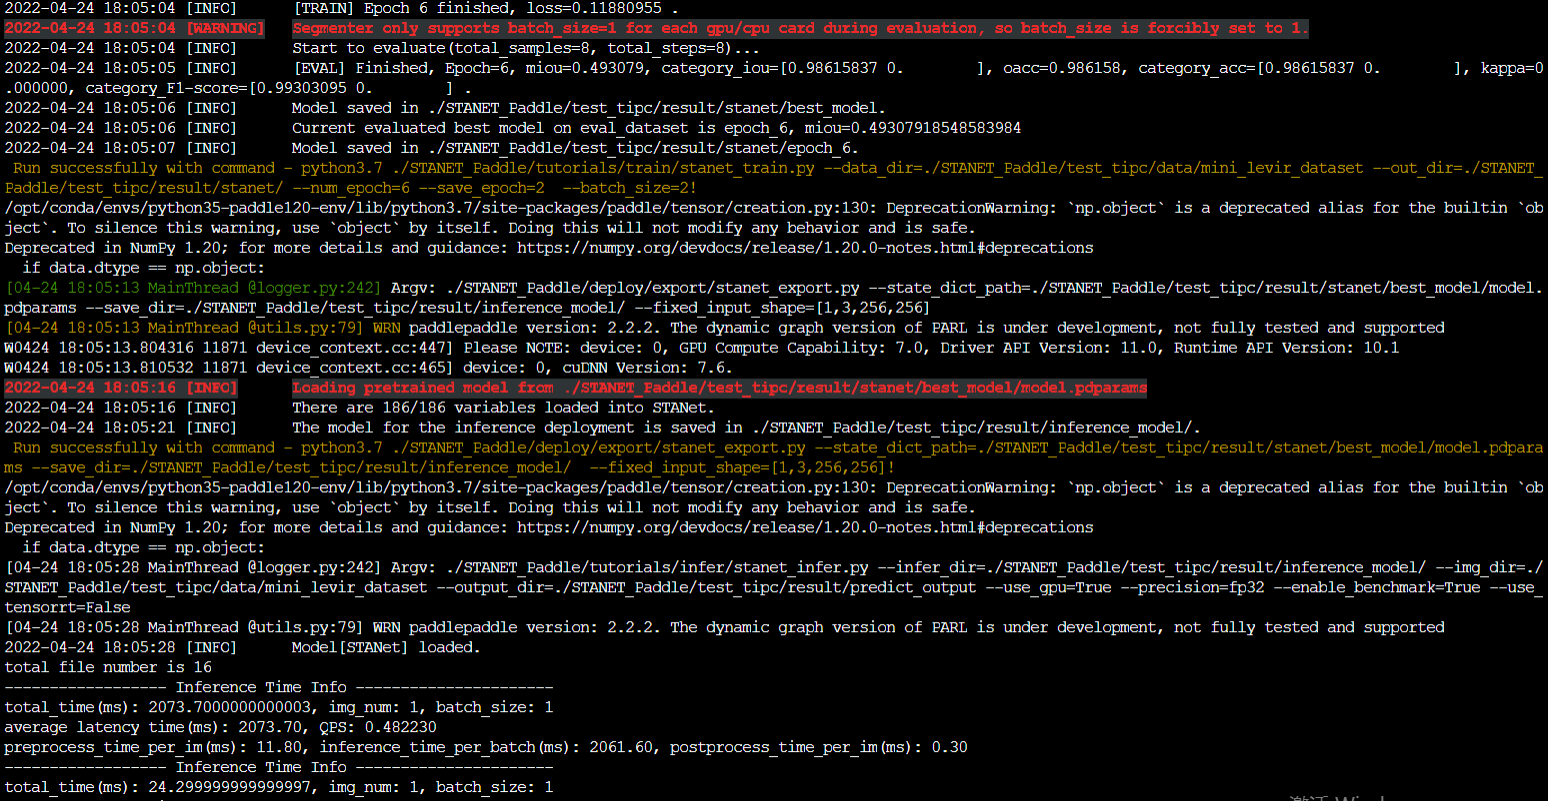 2022-04-24 18:05:04 [INFO]      [TRAIN] Epoch 6 finished, loss=0.11880955 .
2022-04-24 18:05:04 [WARNING]   Segmenter only supports batch_size=1 for each gpu/cpu card during evaluation, so batch_size is forcibly set to 1.
2022-04-24 18:05:04 [INFO]      Start to evaluate(total_samples=8, total_steps=8)...
2022-04-24 18:05:05 [INFO]      [EVAL] Finished, Epoch=6, miou=0.493079, category_iou=[0.98615837 0.        ], oacc=0.986158, category_acc=[0.98615837 0.        ], kappa=0
.000000, category_F1-score=[0.99303095 0.        ] .
2022-04-24 18:05:06 [INFO]      Model saved in ./STANET_Paddle/test_tipc/result/stanet/best_model.
2022-04-24 18:05:06 [INFO]      Current evaluated best model on eval_dataset is epoch_6, miou=0.49307918548583984
2022-04-24 18:05:07 [INFO]      Model saved in ./STANET_Paddle/test_tipc/result/stanet/epoch_6.
 Run successfully with command - python3.7 ./STANET_Paddle/tutorials/train/stanet_train.py --data_dir=./STANET_Paddle/test_tipc/data/mini_levir_dataset --out_dir=./STANET_
Paddle/test_tipc/result/stanet/ --num_epoch=6 --save_epoch=2  --batch_size=2!
/opt/conda/envs/python35-paddle120-env/lib/python3.7/site-packages/paddle/tensor/creation.py:130: DeprecationWarning: `np.object` is a deprecated alias for the builtin `ob
ject`. To silence this warning, use `object` by itself. Doing this will not modify any behavior and is safe.
Deprecated in NumPy 1.20; for more details and guidance: https://numpy.org/devdocs/release/1.20.0-notes.html#deprecations
  if data.dtype == np.object:
[04-24 18:05:13 MainThread @logger.py:242] Argv: ./STANET_Paddle/deploy/export/stanet_export.py --state_dict_path=./STANET_Paddle/test_tipc/result/stanet/best_model/model.
pdparams --save_dir=./STANET_Paddle/test_tipc/result/inference_model/ --fixed_input_shape=[1,3,256,256]
[04-24 18:05:13 MainThread @utils.py:79] WRN paddlepaddle version: 2.2.2. The dynamic graph version of PARL is under development, not fully tested and supported
W0424 18:05:13.804316 11871 device_context.cc:447] Please NOTE: device: 0, GPU Compute Capability: 7.0, Driver API Version: 11.0, Runtime API Version: 10.1
W0424 18:05:13.810532 11871 device_context.cc:465] device: 0, cuDNN Version: 7.6.
2022-04-24 18:05:16 [INFO]      Loading pretrained model from ./STANET_Paddle/test_tipc/result/stanet/best_model/model.pdparams
2022-04-24 18:05:16 [INFO]      There are 186/186 variables loaded into STANet.
2022-04-24 18:05:21 [INFO]      The model for the inference deployment is saved in ./STANET_Paddle/test_tipc/result/inference_model/.
 Run successfully with command - python3.7 ./STANET_Paddle/deploy/export/stanet_export.py --state_dict_path=./STANET_Paddle/test_tipc/result/stanet/best_model/model.pdpara
ms --save_dir=./STANET_Paddle/test_tipc/result/inference_model/  --fixed_input_shape=[1,3,256,256]!
/opt/conda/envs/python35-paddle120-env/lib/python3.7/site-packages/paddle/tensor/creation.py:130: DeprecationWarning: `np.object` is a deprecated alias for the builtin `ob
ject`. To silence this warning, use `object` by itself. Doing this will not modify any behavior and is safe.
Deprecated in NumPy 1.20; for more details and guidance: https://numpy.org/devdocs/release/1.20.0-notes.html#deprecations
  if data.dtype == np.object:
[04-24 18:05:28 MainThread @logger.py:242] Argv: ./STANET_Paddle/tutorials/infer/stanet_infer.py --infer_dir=./STANET_Paddle/test_tipc/result/inference_model/ --img_dir=./
STANET_Paddle/test_tipc/data/mini_levir_dataset --output_dir=./STANET_Paddle/test_tipc/result/predict_output --use_gpu=True --precision=fp32 --enable_benchmark=True --use_
tensorrt=False
[04-24 18:05:28 MainThread @utils.py:79] WRN paddlepaddle version: 2.2.2. The dynamic graph version of PARL is under development, not fully tested and supported
2022-04-24 18:05:28 [INFO]      Model[STANet] loaded.
total file number is 16
------------------ Inference Time Info ----------------------
total_time(ms): 2073.7000000000003, img_num: 1, batch_size: 1
average latency time(ms): 2073.70, QPS: 0.482230
preprocess_time_per_im(ms): 11.80, inference_time_per_batch(ms): 2061.60, postprocess_time_per_im(ms): 0.30
------------------ Inference Time Info ----------------------
total_time(ms): 24.299999999999997, img_num: 1, batch_size: 1